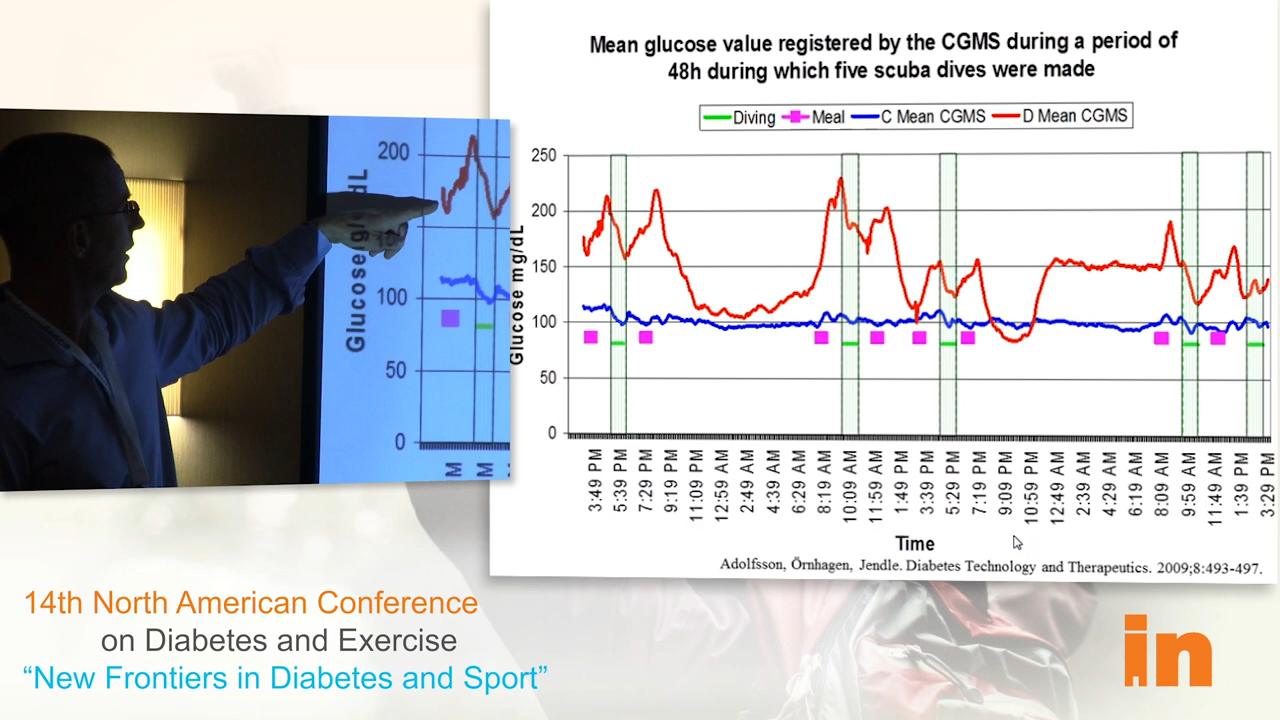 Mean glucose value registered by the CGMS during a period of
48h during which five scuba dives were made
Diving Meal C Mean CGMS D Mean CGMS
250
200
150
100
50
0
Glucose mg/dL
3:49 PM
5:39 PM
7:29 PM
9:19 PM
11:09 PM
12:59 AM
2:49 AM
4:39 AM
6:29 AM
8:19 AM
10:09 AM
11:59 AM
1:49 PM
3:39 PM
5:29 PM
7:19 PM
9:09 PM
10:59 PM
12:49 AM
2:39 AM
4:29 AM
6:19 AM
8:09 AM
9:59 AM
11:49 AM
1:39 PM
3:29 PM
Time
Adolfsson, Örnhagen, Jendle. Diabetes Technology and Therapeutics. 2009;8:493-497.
200
100
50
0
Glucose
dL
M
M
14th North American Conference
on Diabetes and Exercise
“New Frontiers in Diabetes and Sport”
in